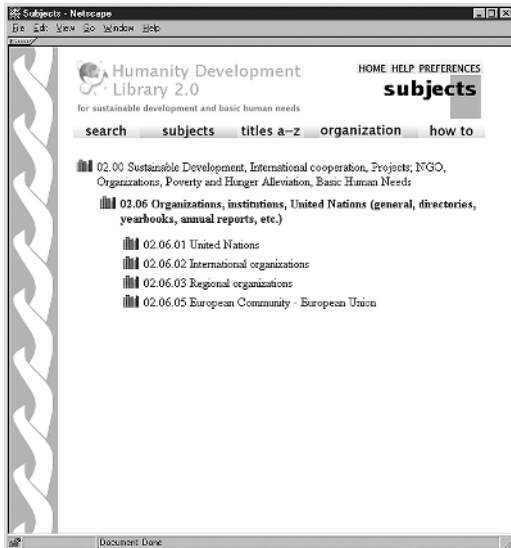 Subjects - Netscape
File Edit View Go Window Help
Humanity Development
Library 2.0
for sustainable development and basic human needs
HOME HELP PREFERENCES
subjects
search subjects titles a–z organization how to
02.00 Sustainable Development, International cooperation, Projects; NGO,
Organizations, Poverty and Hunger Alleviation, Basic Human Needs
02.06 Organizations, institutions, United Nations (general, directories,
yearbooks, annual reports, etc.)
02.06.01 United Nations
02.06.02 International organizations
02.06.03 Regional organizations
02.06.05 European Community - European Union
Document: Done